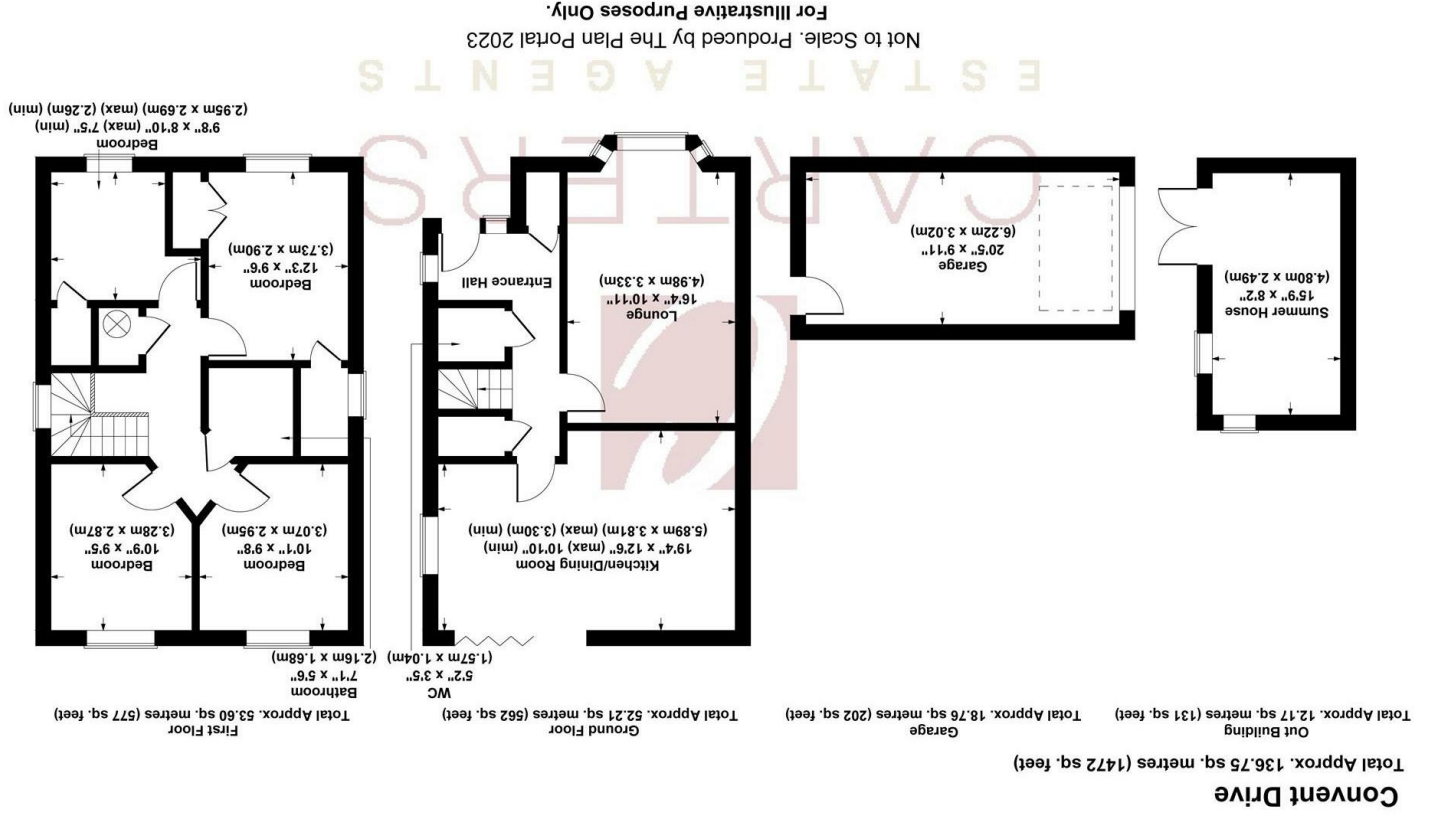 Convent Drive
Total Approx. 136.75 sq. metres (1472 sq. feet)
Out Building
Total Approx. 12.17 sq. metres (131 sq. feet)
Garage
Total Approx. 18.76 sq. metres (202 sq. feet)
Ground Floor
Total Approx. 52.21 sq. metres (562 sq. feet)
First Floor
Total Approx. 53.60 sq. metres (577 sq. feet)
Summer House
15'9" x 8'2"
(4.80m x 2.49m)
Garage
20'5" x 9'11"
(6.22m x 3.02m)
WC
5'2" x 3'5"
(1.57m x 1.04m)
Kitchen/Dining Room
19'4" x 12'6" (max) 10'10" (min)
(5.89m x 3.81m) (max) (3.30m) (min)
Lounge
16'4" x 10'11"
(4.98m x 3.33m)
Entrance Hall
Bathroom
7'1" x 5'6"
(2.16m x 1.68m)
Bedroom
10'1" x 9'8"
(3.07m x 2.95m)
Bedroom
10'9" x 9'5"
(3.28m x 2.87m)
Bedroom
12'3" x 9'6"
(3.73m x 2.90m)
Bedroom
9'8" x 8'10" (max) 7'5" (min)
(2.95m x 2.69m) (max) (2.26m) (min)
CARTERS
ESTATE AGENTS
Not to Scale. Produced by The Plan Portal 2023
For Illustrative Purposes Only.